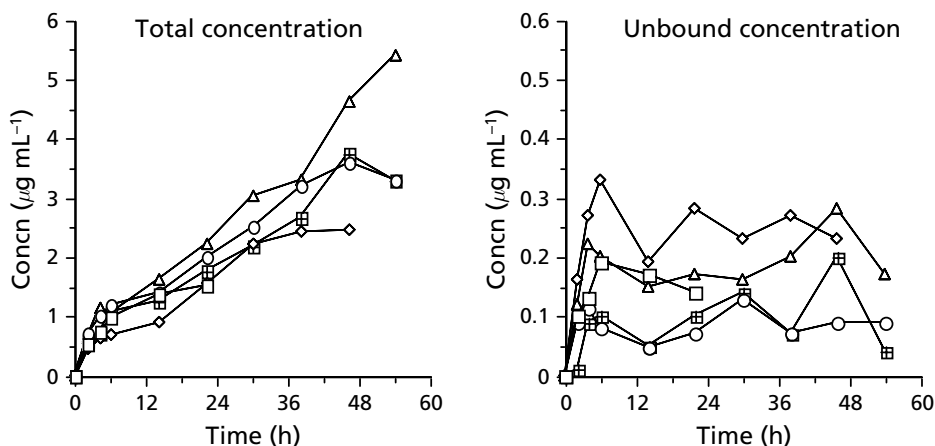 Total concentration
Concn (µg mL⁻¹)
6
5
4
3
2
1
0
0 12 24 36 48 60
Time (h)
Unbound concentration
Concn (µg mL⁻¹)
0.6
0.5
0.4
0.3
0.2
0.1
0
0 12 24 36 48 60
Time (h)